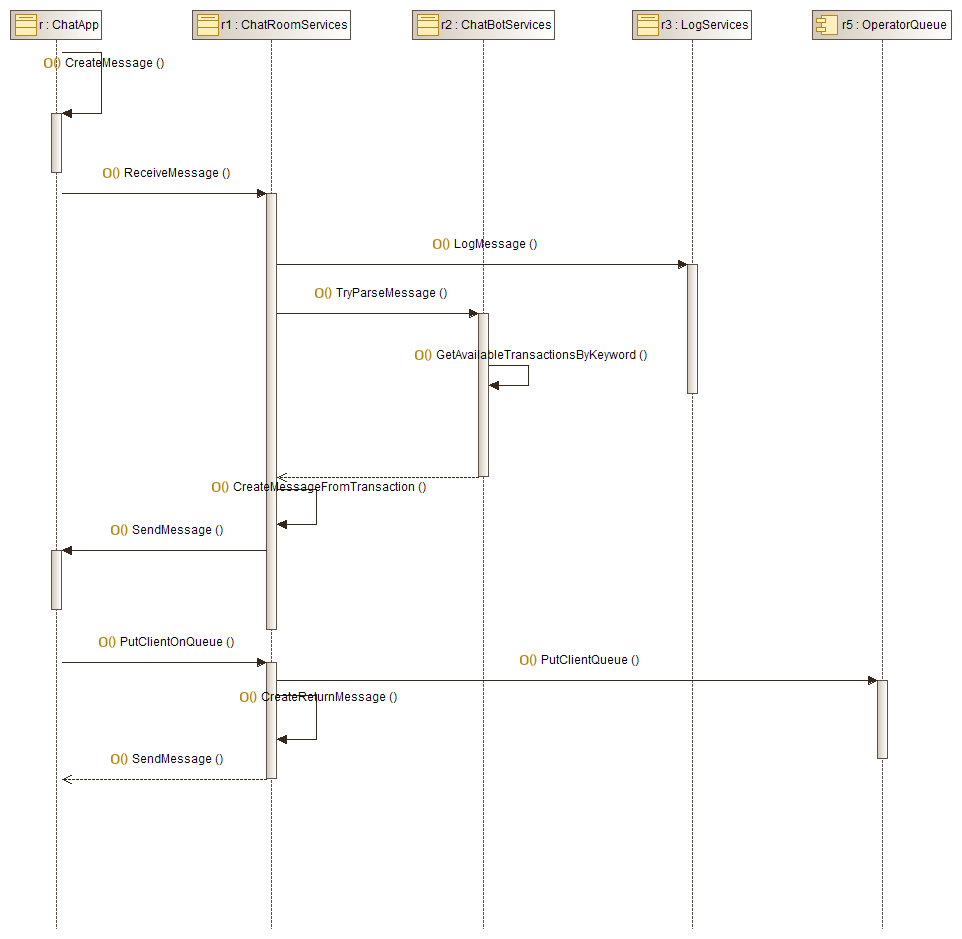 r : ChatApp
r1 : ChatRoomServices
r2 : ChatBotServices
r3 : LogServices
r5 : OperatorQueue
O() CreateMessage ()
O() ReceiveMessage ()
O() LogMessage ()
O() TryParseMessage ()
O() GetAvailableTransactionsByKeyword ()
O() CreateMessageFromTransaction ()
O() SendMessage ()
O() PutClientOnQueue ()
O() PutClientQueue ()
O() CreateReturnMessage ()
O() SendMessage ()